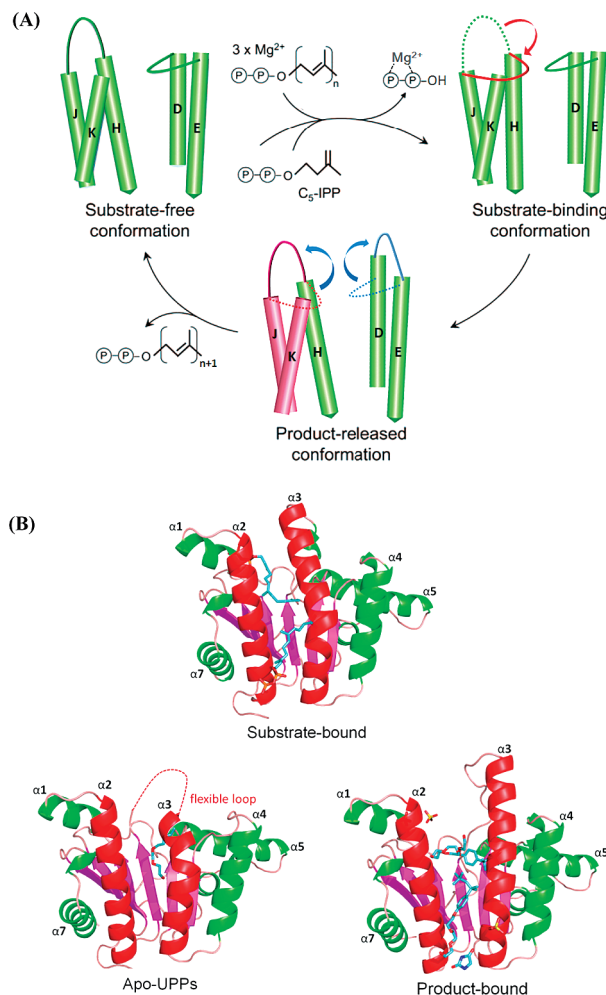 (A)
3 x Mg2+
P-P-O
n
Mg2+
P-P-OH
J
K
H
D
E
J
K
H
D
E
P-P-O
C5-IPP
Substrate-free
conformation
Substrate-binding
conformation
J
K
H
D
E
P-P-O
n+1
Product-released
conformation
(B)
α3
α1
α2
α4
α5
α7
Substrate-bound
α3
α1
α2
α3
flexible loop
α1
α2
α4
α4
α5
α5
α7
α7
Apo-UPPs
Product-bound